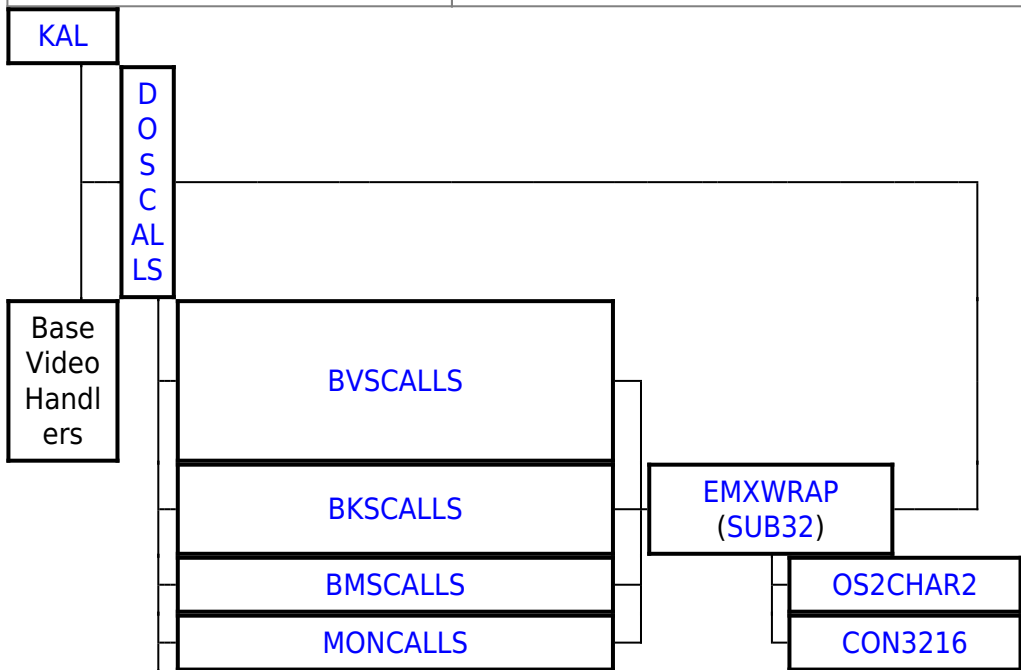 KAL
D
O
S
C
AL
LS
Base
Video
Handl
ers
BVSCALLS
BKSCALLS
EMXWRAP
(SUB32)
BMSCALLS
OS2CHAR2
MONCALLS
CON3216